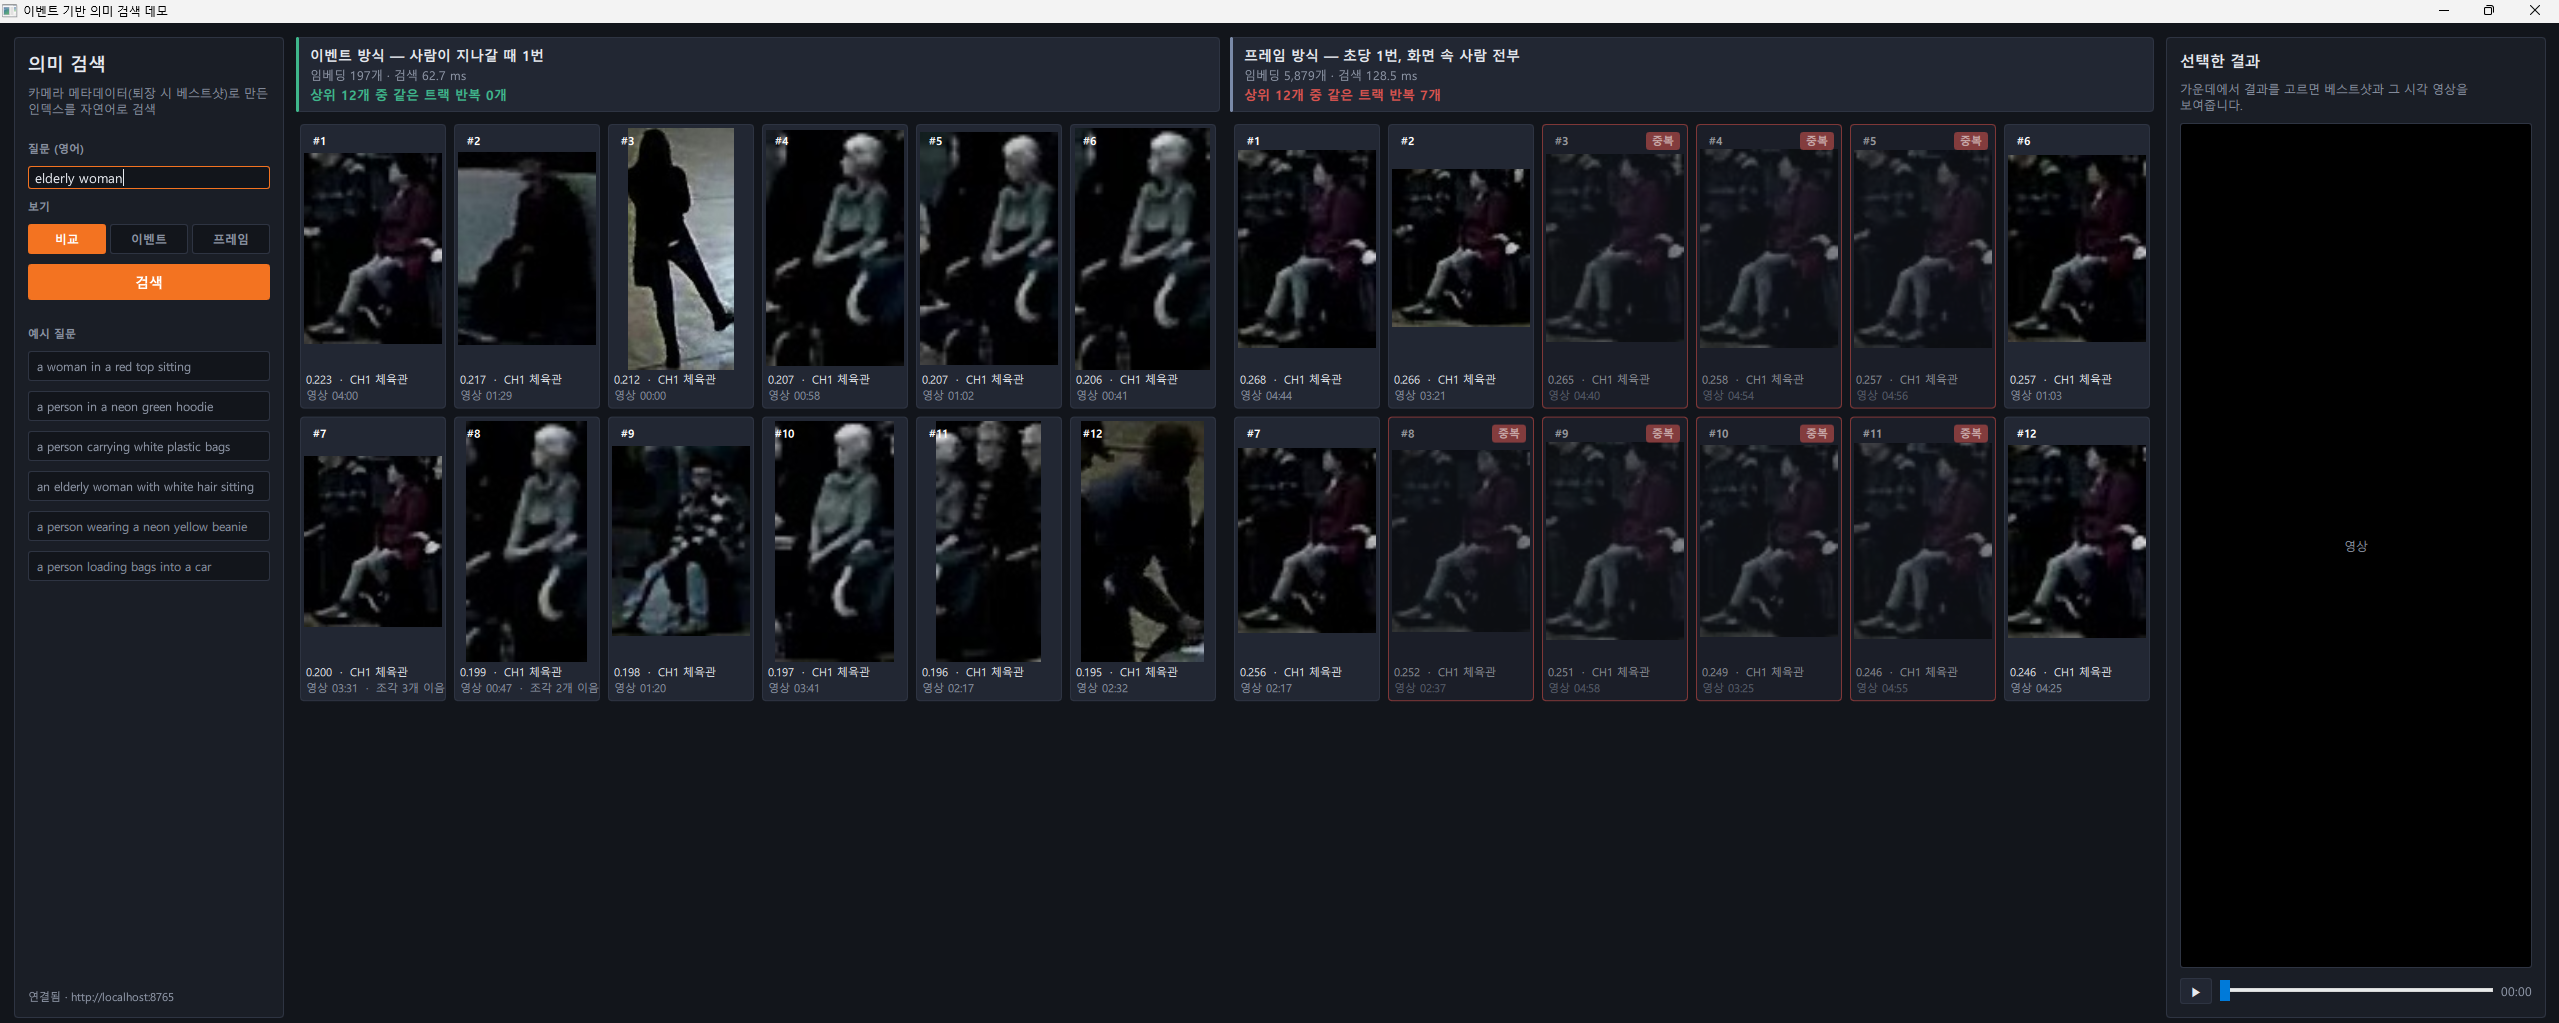 이벤트 기반 의미 검색 데모
의미 검색
카메라 메타데이터(퇴장 시 베스트샷)로 만든
인덱스를 자연어로 검색
질문 (영어)
elderly woman
보기
비교
이벤트
프레임
검색
예시 질문
a woman in a red top sitting
a person in a neon green hoodie
a person carrying white plastic bags
an elderly woman with white hair sitting
a person wearing a neon yellow beanie
a person loading bags into a car
연결됨 · http://localhost:8765
이벤트 방식 — 사람이 지나갈 때 1번
임베딩 197개 · 검색 62.7 ms
상위 12개 중 같은 트랙 반복 0개
#1
0.223 · CH1 체육관
영상 04:00
#2
0.217 · CH1 체육관
영상 01:29
#3
0.212 · CH1 체육관
영상 00:00
#4
0.207 · CH1 체육관
영상 00:58
#5
0.207 · CH1 체육관
영상 01:02
#6
0.206 · CH1 체육관
영상 00:41
#7
0.200 · CH1 체육관
영상 03:31 · 조각 3개 이음
#8
0.199 · CH1 체육관
영상 00:47 · 조각 2개 이음
#9
0.198 · CH1 체육관
영상 01:20
#10
0.197 · CH1 체육관
영상 03:41
#11
0.196 · CH1 체육관
영상 02:17
#12
0.195 · CH1 체육관
영상 02:32
프레임 방식 — 초당 1번, 화면 속 사람 전부
임베딩 5,879개 · 검색 128.5 ms
상위 12개 중 같은 트랙 반복 7개
#1
0.268 · CH1 체육관
영상 04:44
#2
0.266 · CH1 체육관
영상 03:21
#3 중복
0.265 · CH1 체육관
영상 04:40
#4 중복
0.258 · CH1 체육관
영상 04:54
#5 중복
0.257 · CH1 체육관
영상 04:56
#6
0.257 · CH1 체육관
영상 01:03
#7
0.256 · CH1 체육관
영상 02:17
#8 중복
0.252 · CH1 체육관
영상 02:37
#9 중복
0.251 · CH1 체육관
영상 04:58
#10 중복
0.249 · CH1 체육관
영상 03:25
#11 중복
0.246 · CH1 체육관
영상 04:55
#12
0.246 · CH1 체육관
영상 04:25
선택한 결과
가운데에서 결과를 고르면 베스트샷과 그 시각 영상을
보여줍니다.
영상
00:00